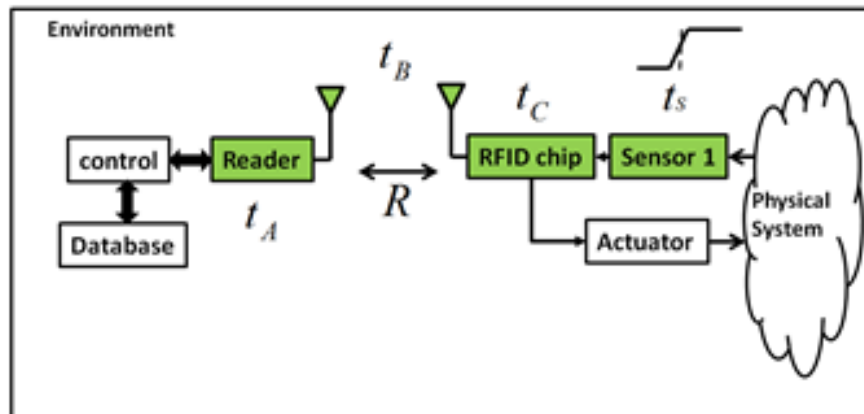 Environment
t_B
t_C
t_s
control
Reader
RFID chip
Sensor 1
R
t_A
Physical
System
Database
Actuator